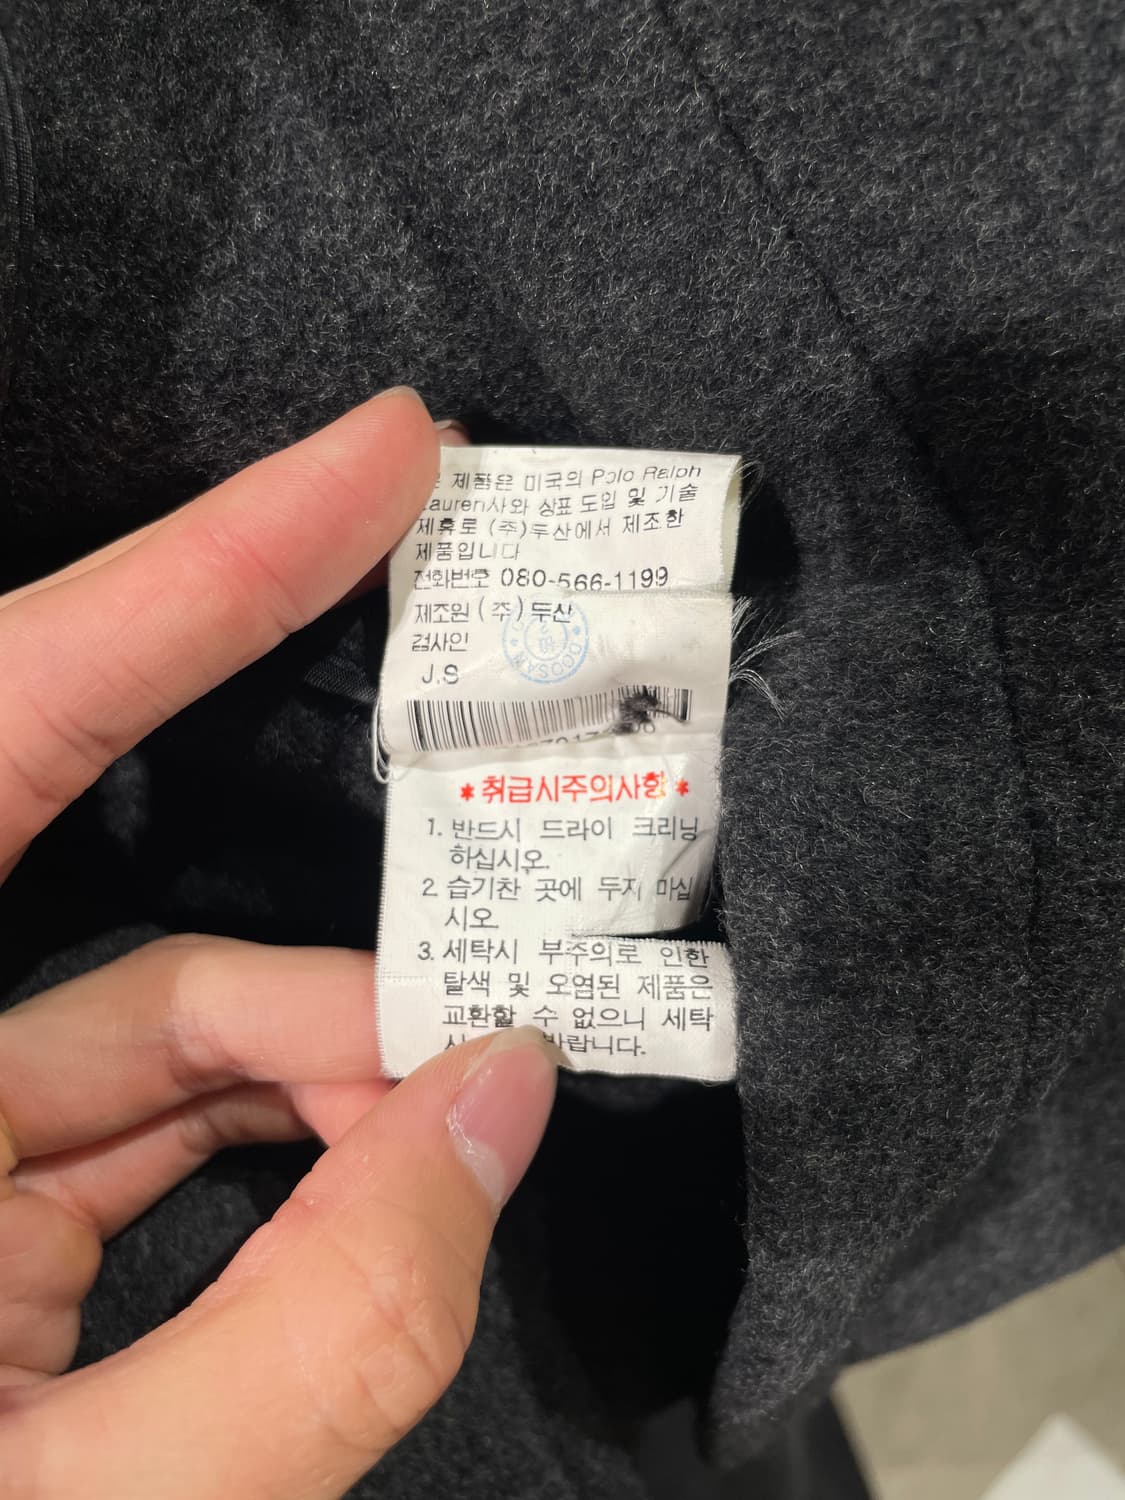 제품은 미국의 Polo Ralph
Lauren사와 상표 도입 및 기술
제휴로 (주)두산에서 제조한
제품입니다
전화번호 080-566-1199
제조원 (주) 두산
검사인
J.S
DOOSAN
* 취급시주의사항 *
1. 반드시 드라이 크리닝
하십시오.
2. 습기찬 곳에 두지 마십
시오.
3. 세탁시 부주의로 인한
탈색 및 오염된 제품은
교환할 수 없으니 세탁
바랍니다.